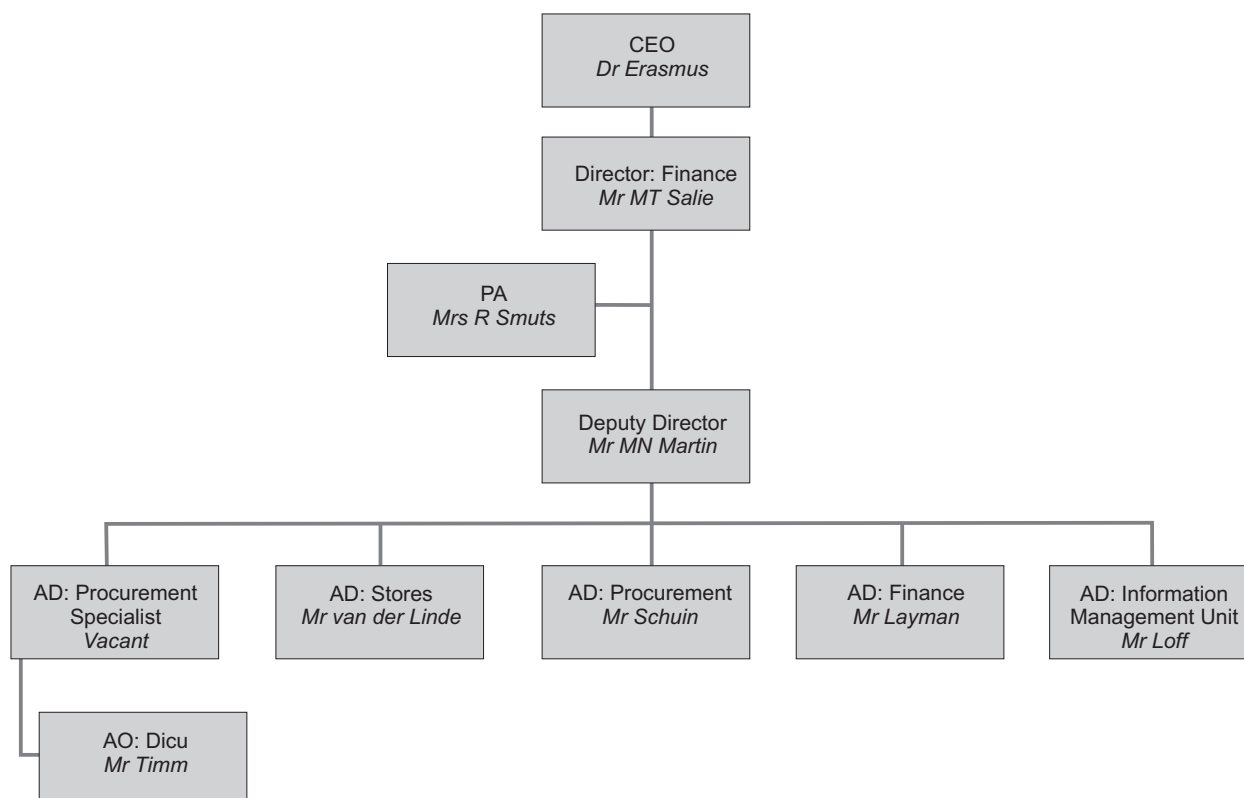 CEO
Dr Erasmus
Director: Finance
Mr MT Salie
PA
Mrs R Smuts
Deputy Director
Mr MN Martin
AD: Procurement
Specialist
Vacant
AD: Stores
Mr van der Linde
AD: Procurement
Mr Schuin
AD: Finance
Mr Layman
AD: Information
Management Unit
Mr Loff
AO: Dicu
Mr Timm